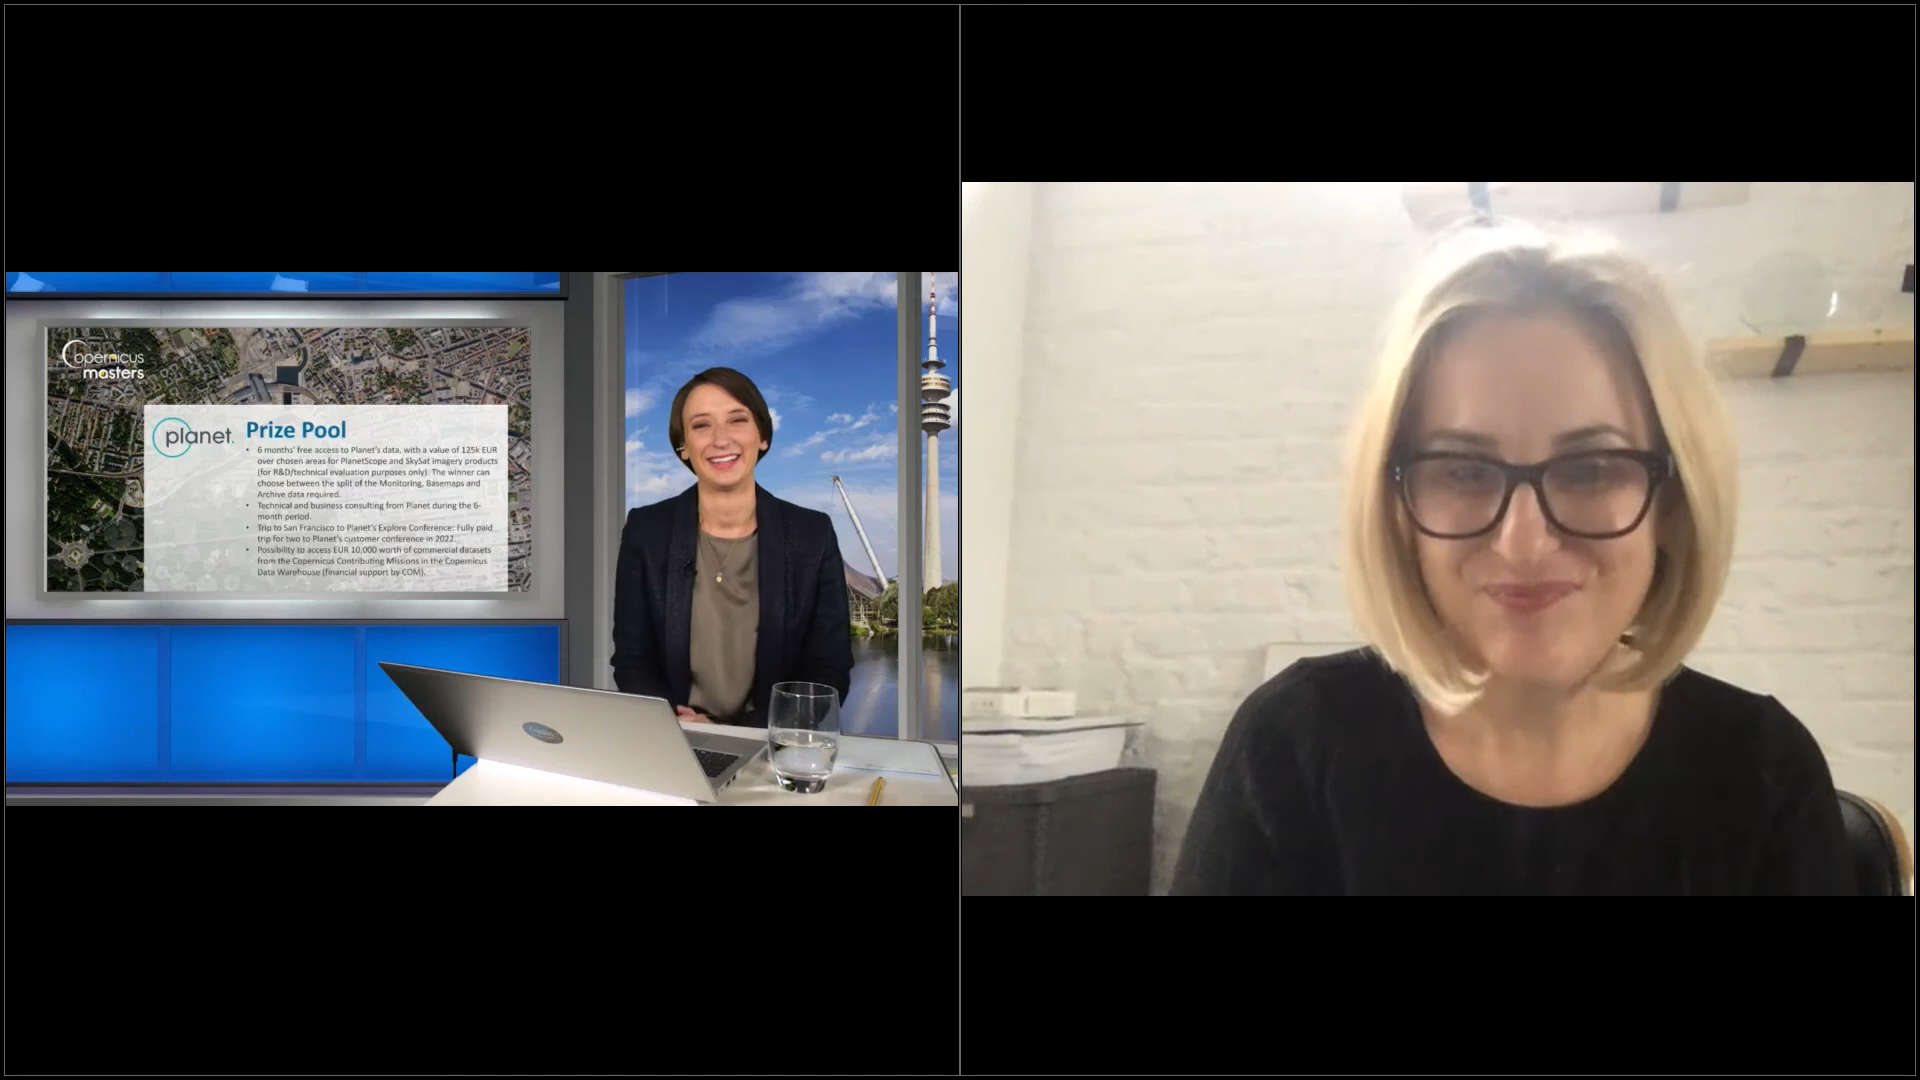 Copernicus
masters
planet.
Prize Pool
• 6 months' free access to Planet's data, with a value of 125k EUR
over chosen areas for PlanetScope and SkySat imagery products
(for R&D/technical evaluation purposes only). The winner can
choose between the split of the Monitoring, Basemaps and
Archive data required.
• Technical and business consulting from Planet during the 6-
month period.
• Trip to San Francisco to Planet's Explore Conference: Fully paid
trip for two to Planet's customer conference in 2022.
• Possibility to access EUR 10,000 worth of commercial datasets
from the Copernicus Contributing Missions in the Copernicus
Data Warehouse (financial support by COM).